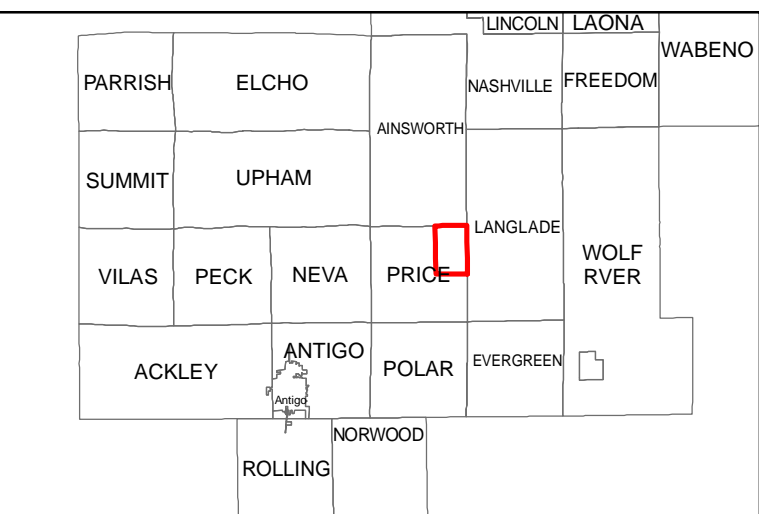 LINCOLN LAONA
WABENO
PARRISH ELCHO NASHVILLE FREEDOM
AINSWORTH
SUMMIT UPHAM
LANGLADE
WOLF
RVER
VILAS PECK NEVA PRICE
ANTIGO
ACKLEY POLAR EVERGREEN
Antigo
NORWOOD
ROLLING